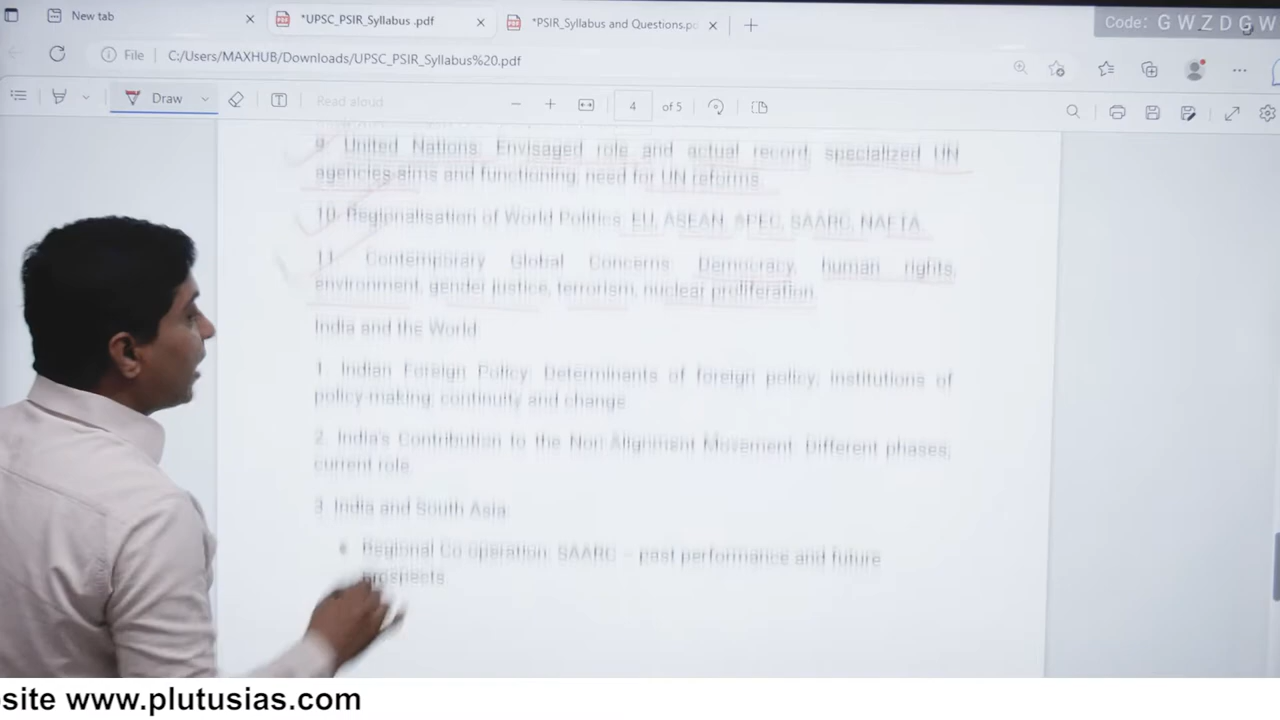 New tab
*UPSC_PSIR_Syllabus .pdf
*PSIR_Syllabus and Questions.pdf
Code: G W Z D G W
File C:/Users/MAXHUB/Downloads/UPSC_PSIR_Syllabus%20.pdf
Draw
Read aloud
4 of 5
9. United Nations: Envisaged role and actual record; specialized UN
agencies-aims and functioning; need for UN reforms.
10. Regionalisation of World Politics: EU, ASEAN, APEC, SAARC, NAFTA.
11. Contemporary Global Concerns: Democracy, human rights,
environment, gender justice, terrorism, nuclear proliferation.
India and the World
1. Indian Foreign Policy: Determinants of foreign policy; institutions of
policy-making; continuity and change.
2. India's Contribution to the Non-Alignment Movement: Different phases;
current role.
3. India and South Asia:
Regional Co-operation: SAARC – past performance and future
prospects.
site www.plutusias.com